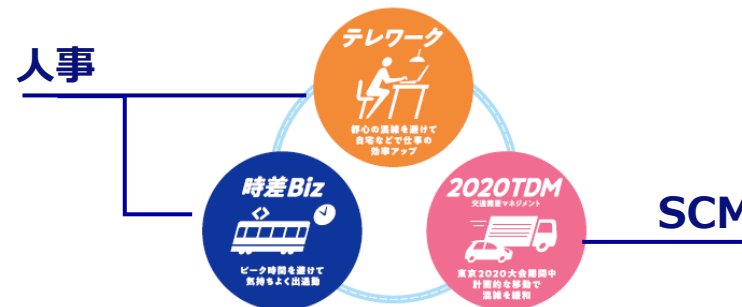 人事
テレワーク
都心の混雑を避けて
自宅などで仕事の
効率アップ
時差Biz
ピーク時間を避けて
気持ちよく出退勤
2020TDM
交通需要マネジメント
東京2020大会期間中
計画的な移動で
混雑を緩和
SCM